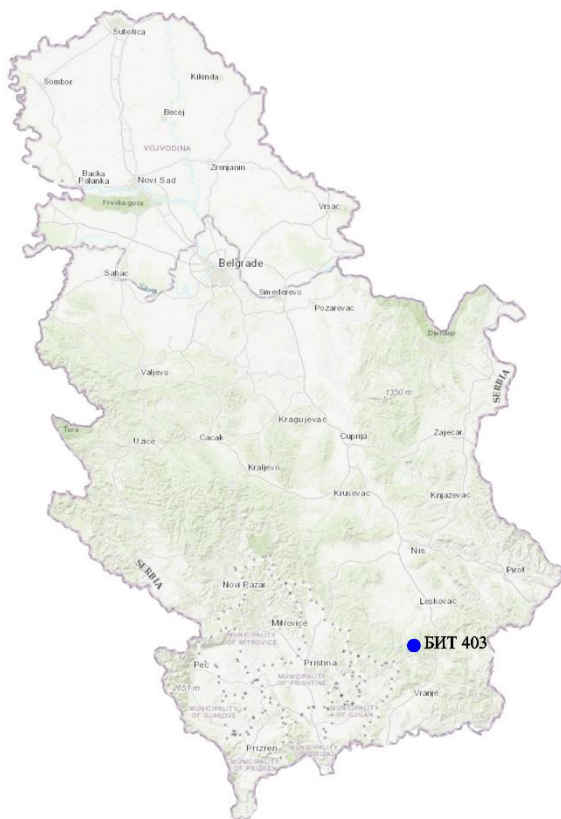 Subotica
Sombor
Kikinda
Becej
VOJVODINA
Backa
Palanka
Novi Sad
Zrenjanin
Fruska gora
Vrsac
Belgrade
Sabac
Sava
Smederevo
Pozarevac
Djerdap
Valjevo
1350 m
SERBIA
Tara
Uzice
Cacak
Kragujevac
Cuprija
Zajecar
Kraljevo
Krusevac
Knjazevac
Nis
Pirot
SERBIA
Novi Pazar
Leskovac
Mitrovice
MUNICIPALITY
OF MITROVICE
БИТ 403
Pec
Pristina
MUNICIPALITY
OF PRISHTINE
2651 m
Vranje
MUNICIPALITY
OF GJAKOVE
MUNICIPALITY
OF GJILAN
Prizren
MUNICIPALITY
OF PRIZREN
MUNICIPALITY